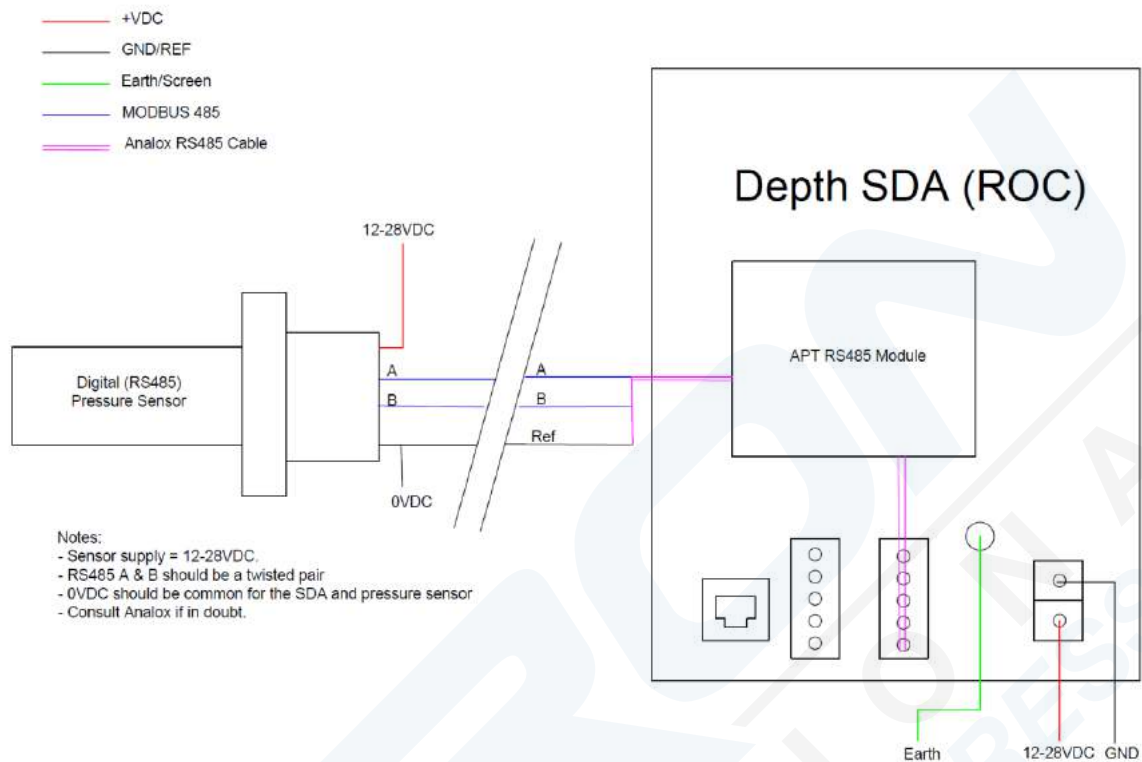 +VDC
GND/REF
Earth/Screen
MODBUS 485
Analox RS485 Cable
Depth SDA (ROC)
12-28VDC
APT RS485 Module
Digital (RS485)
Pressure Sensor
A
A
B
B
Ref
0VDC
Notes:
- Sensor supply = 12-28VDC.
- RS485 A & B should be a twisted pair
- 0VDC should be common for the SDA and pressure sensor
- Consult Analox if in doubt.
Earth
12-28VDC
GND